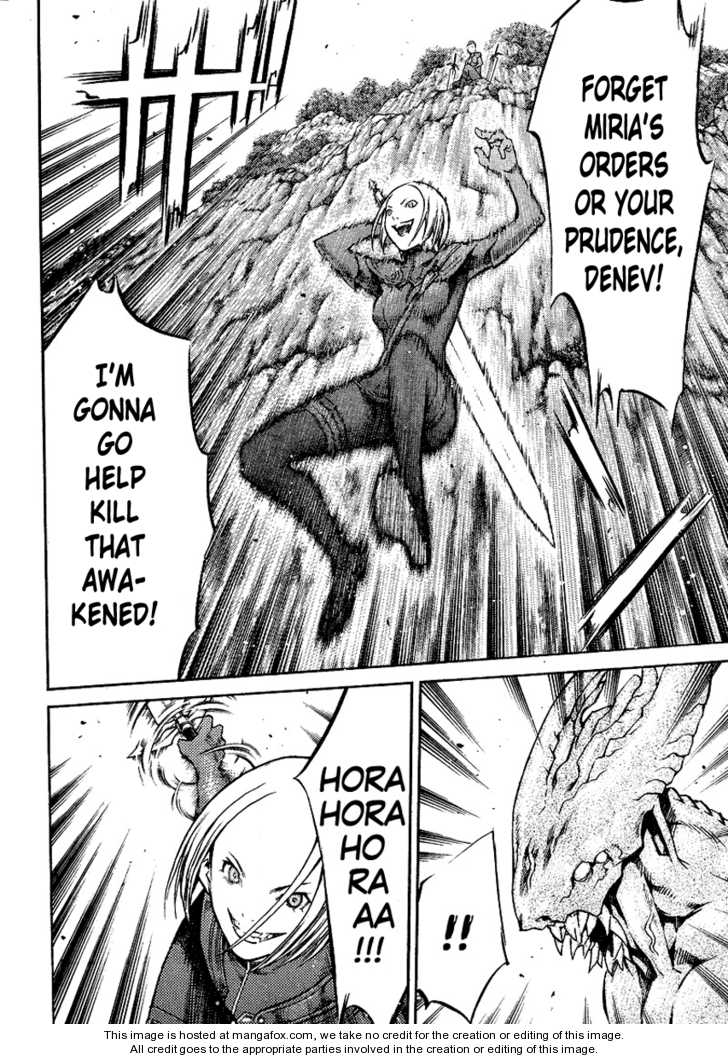 FORGET
MIRIA'S
ORDERS
OR YOUR
PRUDENCE,
DENEV!
I'M
GONNA
GO
HELP
KILL
THAT
AWA-
KENED!
!!
HORA
HORA
HO
RA
AA
!!!
This image is hosted at mangafox.com, we take no credit for the creation or editing of this image.
All credit goes to the appropriate parties involved in the creation or editing of this image.